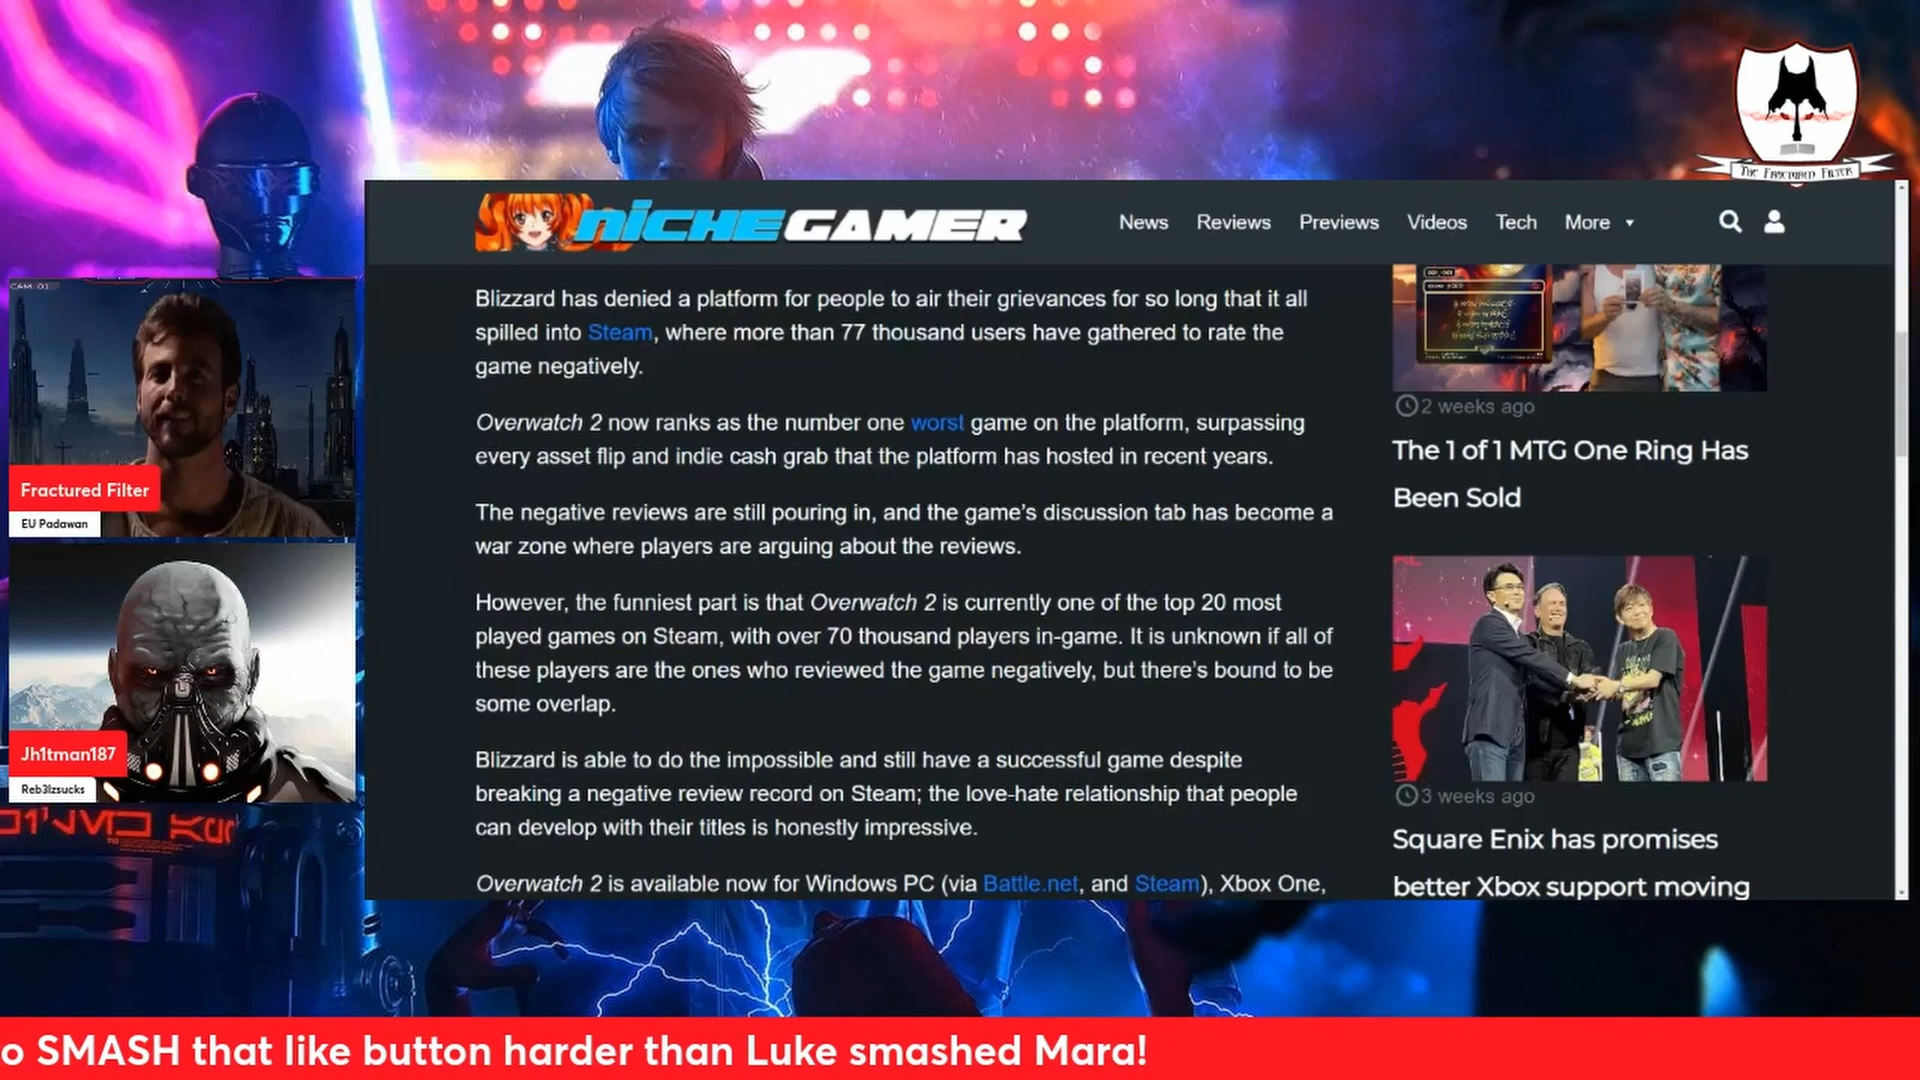 THE FRACTURED FILTER
NICHEGAMER
News Reviews Previews Videos Tech More
Blizzard has denied a platform for people to air their grievances for so long that it all
spilled into Steam, where more than 77 thousand users have gathered to rate the
game negatively.
Overwatch 2 now ranks as the number one worst game on the platform, surpassing
every asset flip and indie cash grab that the platform has hosted in recent years.
The negative reviews are still pouring in, and the game's discussion tab has become a
war zone where players are arguing about the reviews.
However, the funniest part is that Overwatch 2 is currently one of the top 20 most
played games on Steam, with over 70 thousand players in-game. It is unknown if all of
these players are the ones who reviewed the game negatively, but there's bound to be
some overlap.
Blizzard is able to do the impossible and still have a successful game despite
breaking a negative review record on Steam; the love-hate relationship that people
can develop with their titles is honestly impressive.
Overwatch 2 is available now for Windows PC (via Battle.net, and Steam), Xbox One,
2 weeks ago
The 1 of 1 MTG One Ring Has
Been Sold
3 weeks ago
Square Enix has promises
better Xbox support moving
CAM-01
Fractured Filter
EU Padawan
Jh1tman187
Reb3lzsucks
o SMASH that like button harder than Luke smashed Mara!